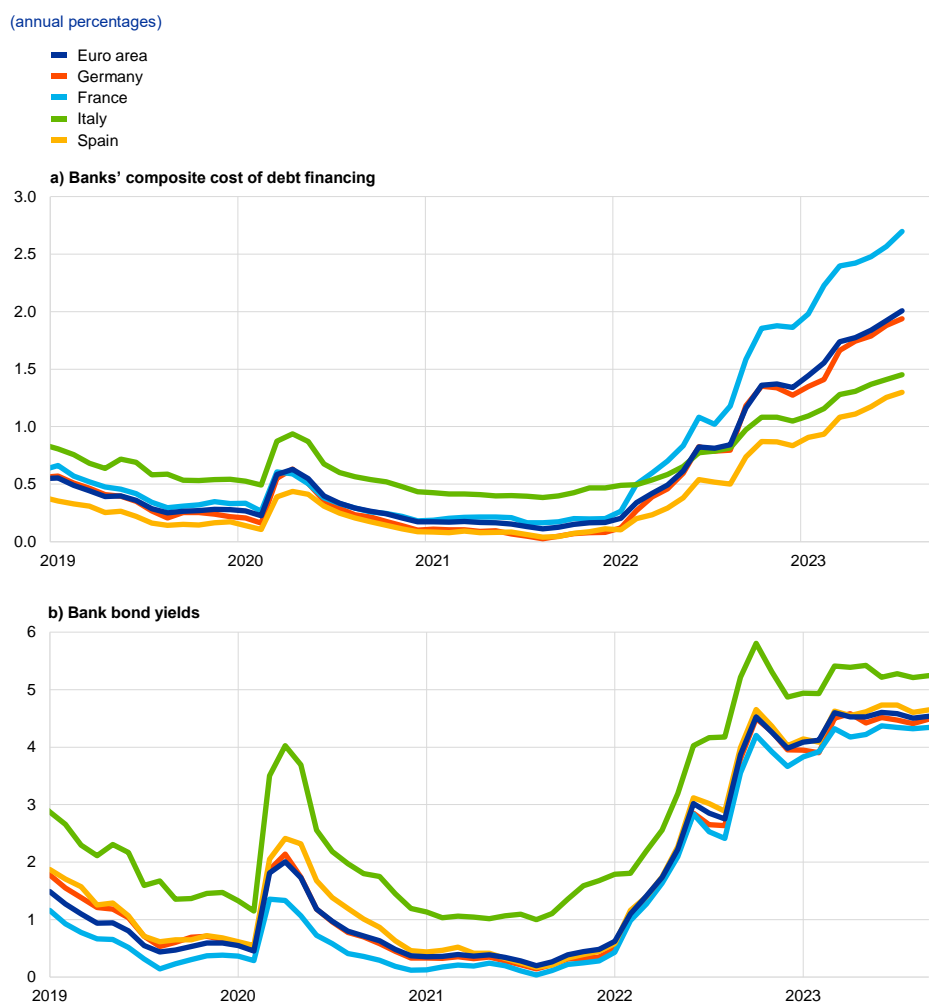 (annual percentages)
Euro area
Germany
France
Italy
Spain
a) Banks’ composite cost of debt financing
3.0
2.5
2.0
1.5
1.0
0.5
0.0
2019 2020 2021 2022 2023
b) Bank bond yields
6
5
4
3
2
1
0
2019 2020 2021 2022 2023